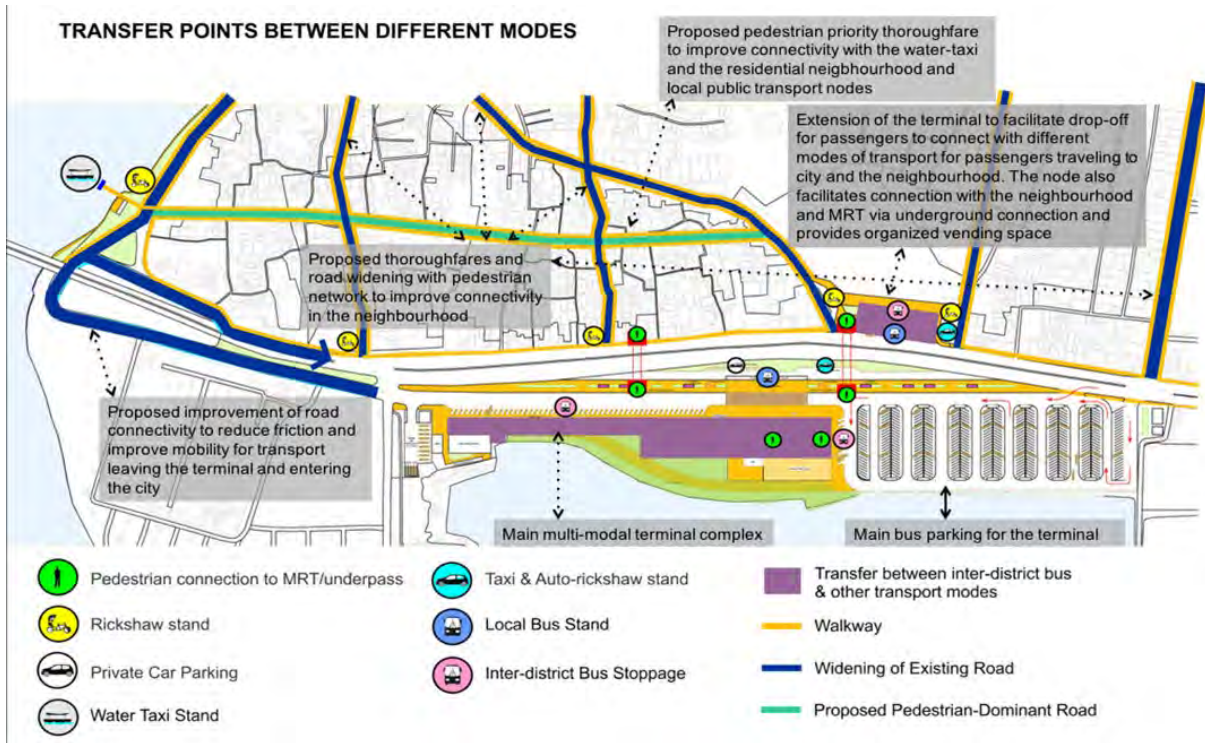 TRANSFER POINTS BETWEEN DIFFERENT MODES
Proposed pedestrian priority thoroughfare
to improve connectivity with the water-taxi
and the residential neigbhourhood and
local public transport nodes
Extension of the terminal to facilitate drop-off
for passengers to connect with different
modes of transport for passengers traveling to
city and the neighbourhood. The node also
facilitates connection with the neighbourhood
and MRT via underground connection and
provides organized vending space
Proposed thoroughfares and
road widening with pedestrian
network to improve connectivity
in the neighbourhood
Proposed improvement of road
connectivity to reduce friction and
improve mobility for transport
leaving the terminal and entering
the city
Main multi-modal terminal complex
Main bus parking for the terminal
Pedestrian connection to MRT/underpass
Rickshaw stand
Private Car Parking
Water Taxi Stand
Taxi & Auto-rickshaw stand
Local Bus Stand
Inter-district Bus Stoppage
Transfer between inter-district bus
& other transport modes
Walkway
Widening of Existing Road
Proposed Pedestrian-Dominant Road